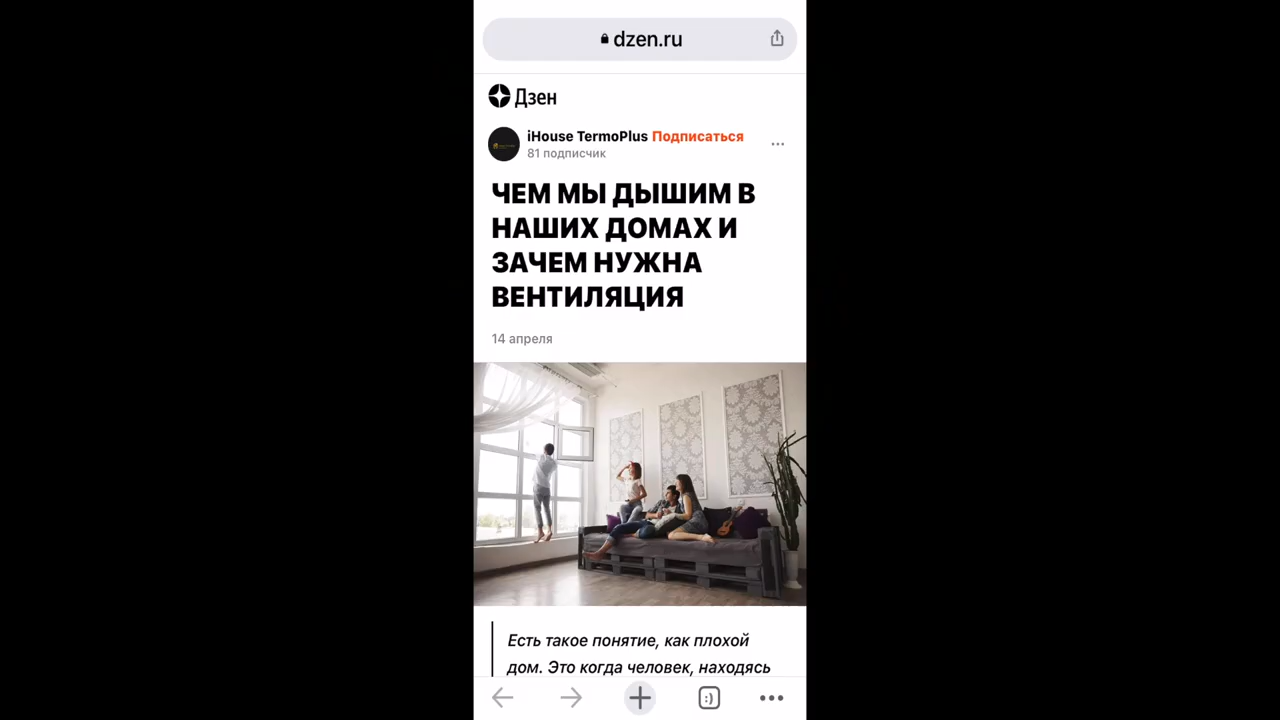 dzen.ru
Дзен
iHouse TermoPlus Подписаться
81 подписчик
ЧЕМ МЫ ДЫШИМ В
НАШИХ ДОМАХ И
ЗАЧЕМ НУЖНА
ВЕНТИЛЯЦИЯ
14 апреля
Есть такое понятие, как плохой
дом. Это когда человек, находясь
:)